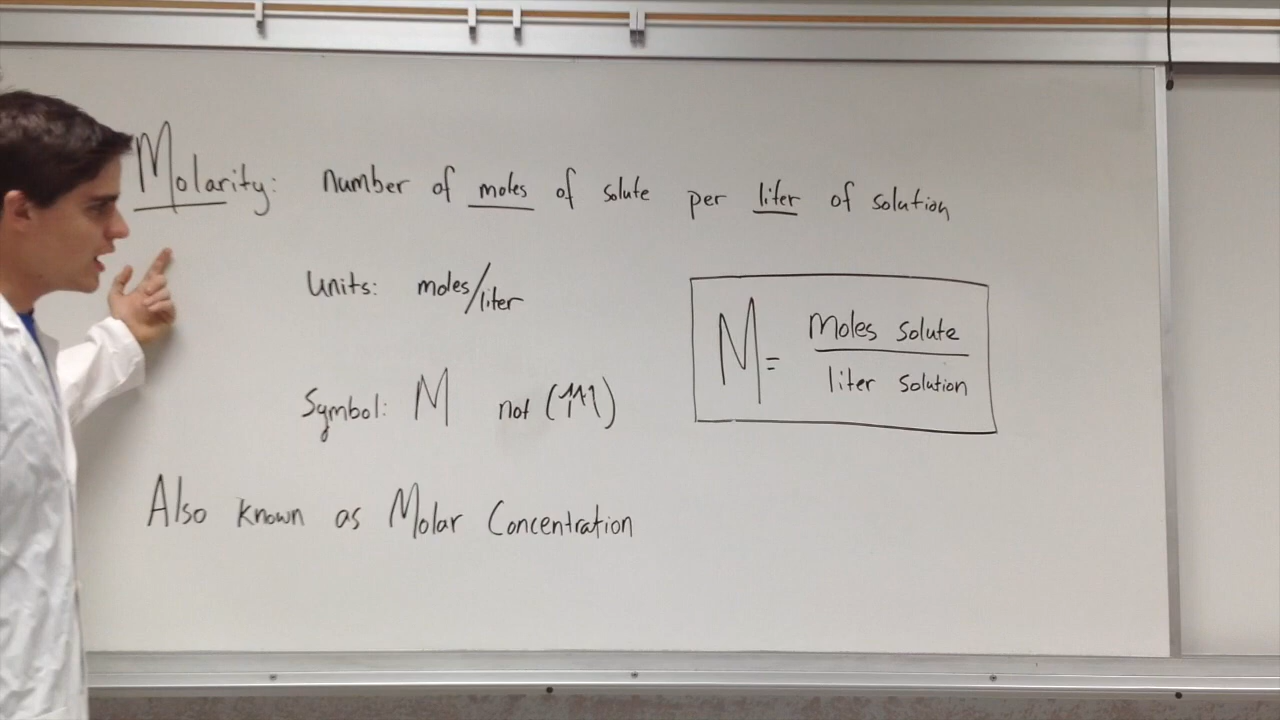 Molarity: number of moles of solute per liter of solution
Units: moles/liter
M = Moles solute / liter solution
Symbol: M not (m)
Also known as Molar Concentration